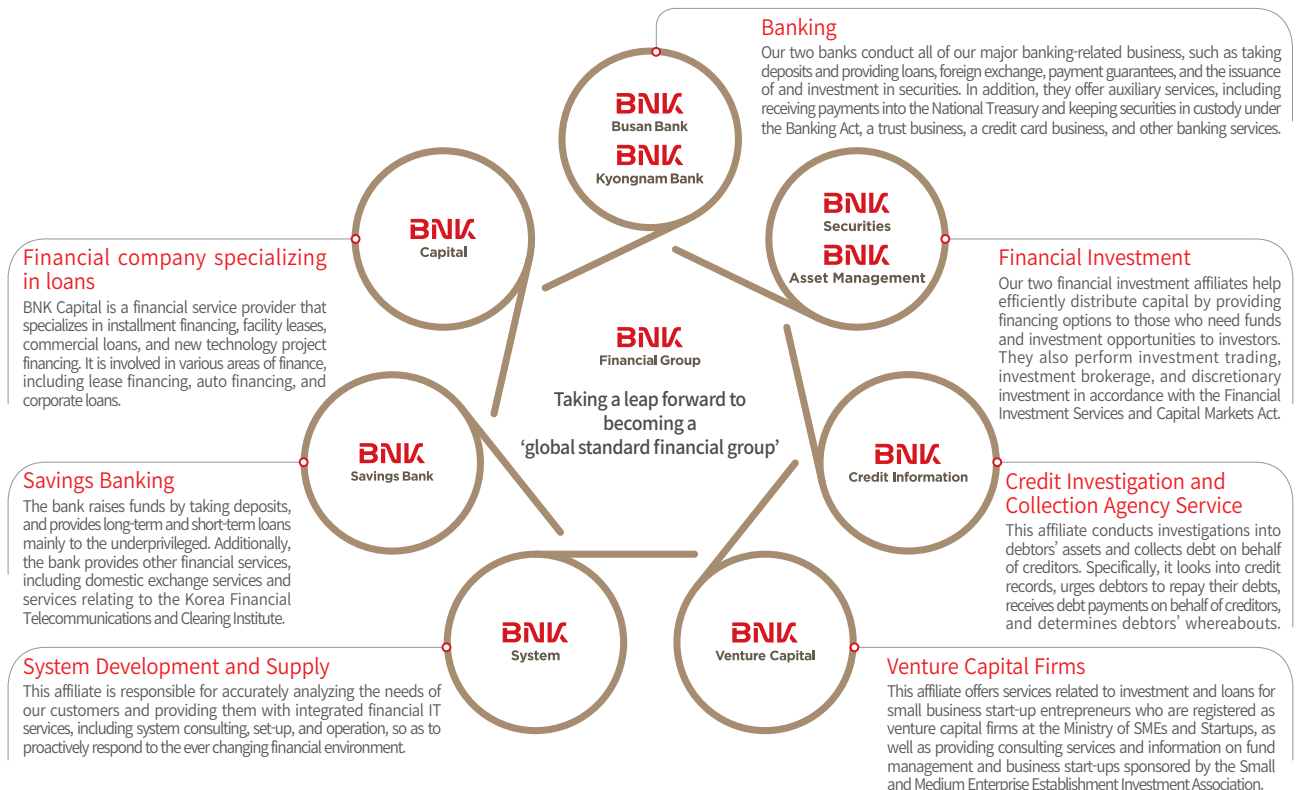 Banking
Our two banks conduct all of our major banking-related business, such as taking
deposits and providing loans, foreign exchange, payment guarantees, and the issuance
of and investment in securities. In addition, they offer auxiliary services, including
receiving payments into the National Treasury and keeping securities in custody under
the Banking Act, a trust business, a credit card business, and other banking services.
BNK
Busan Bank
BNK
Kyongnam Bank
BNK
Securities
BNK
Asset Management
Financial Investment
Our two financial investment affiliates help
efficiently distribute capital by providing
financing options to those who need funds
and investment opportunities to investors.
They also perform investment trading,
investment brokerage, and discretionary
investment in accordance with the Financial
Investment Services and Capital Markets Act.
BNK
Capital
Financial company specializing
in loans
BNK Capital is a financial service provider that
specializes in installment financing, facility leases,
commercial loans, and new technology project
financing. It is involved in various areas of finance,
including lease financing, auto financing, and
corporate loans.
BNK
Financial Group
Taking a leap forward to
becoming a
‘global standard financial group’
BNK
Savings Bank
Savings Banking
The bank raises funds by taking deposits,
and provides long-term and short-term loans
mainly to the underprivileged. Additionally,
the bank provides other financial services,
including domestic exchange services and
services relating to the Korea Financial
Telecommunications and Clearing Institute.
BNK
Credit Information
Credit Investigation and
Collection Agency Service
This affiliate conducts investigations into
debtors’ assets and collects debt on behalf
of creditors. Specifically, it looks into credit
records, urges debtors to repay their debts,
receives debt payments on behalf of creditors,
and determines debtors’ whereabouts.
BNK
System
System Development and Supply
This affiliate is responsible for accurately analyzing the needs of
our customers and providing them with integrated financial IT
services, including system consulting, set-up, and operation, so as to
proactively respond to the ever changing financial environment.
BNK
Venture Capital
Venture Capital Firms
This affiliate offers services related to investment and loans for
small business start-up entrepreneurs who are registered as
venture capital firms at the Ministry of SMEs and Startups, as
well as providing consulting services and information on fund
management and business start-ups sponsored by the Small
and Medium Enterprise Establishment Investment Association.